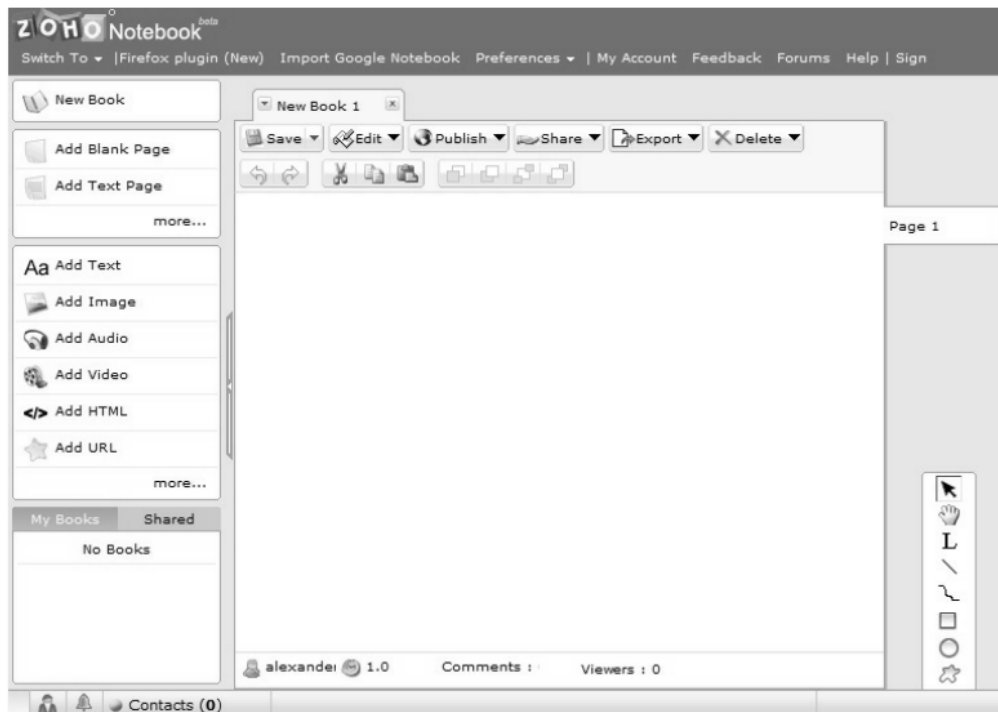 ZOHO Notebook beta
Switch To | Firefox plugin (New) Import Google Notebook Preferences | My Account Feedback Forums Help | Sign
New Book
New Book 1
Save Edit Publish Share Export Delete
Add Blank Page
Add Text Page
more...
Page 1
Aa Add Text
Add Image
Add Audio
Add Video
</> Add HTML
Add URL
more...
My Books Shared
No Books
L
alexander 1.0 Comments : Viewers : 0
Contacts (0)